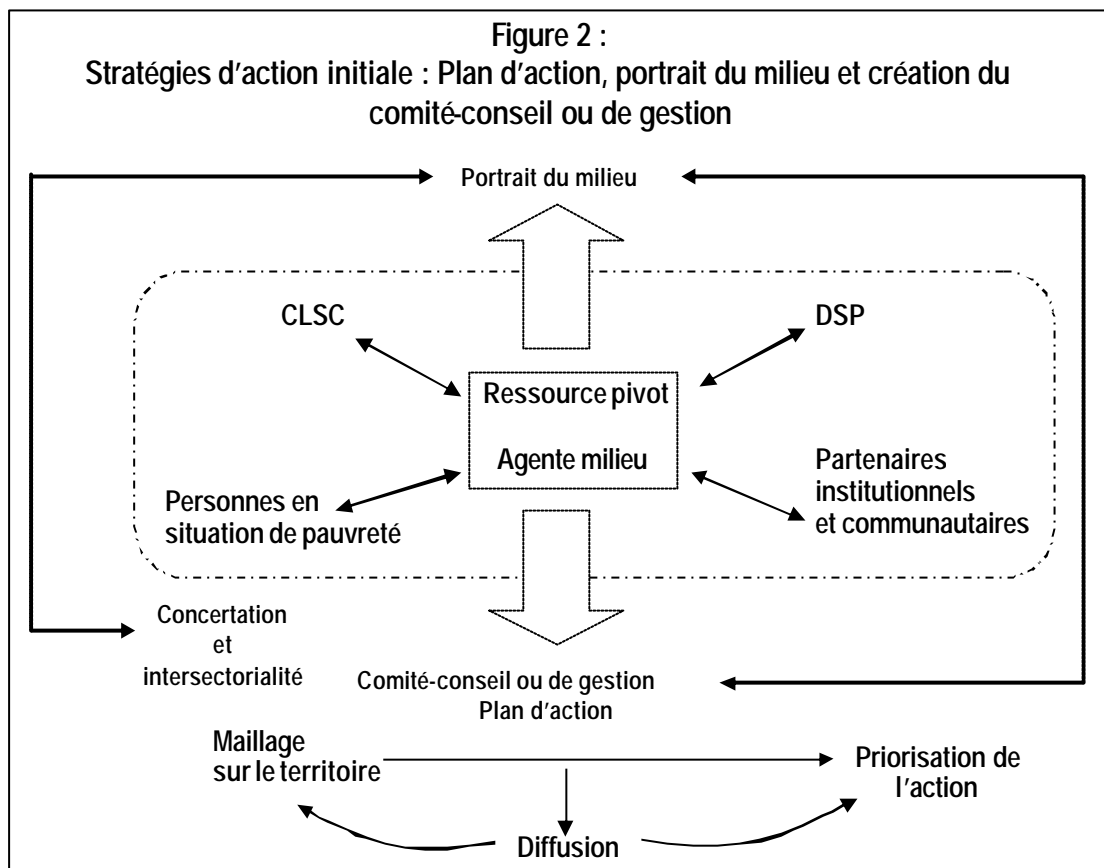 Figure 2 :
Stratégies d'action initiale : Plan d'action, portrait du milieu et création du
comité-conseil ou de gestion
Portrait du milieu
CLSC
DSP
Ressource pivot
Agente milieu
Personnes en
situation de pauvreté
Partenaires
institutionnels
et communautaires
Concertation
et
intersectorialité
Comité-conseil ou de gestion
Plan d'action
Maillage
sur le territoire
Priorisation de
l'action
Diffusion